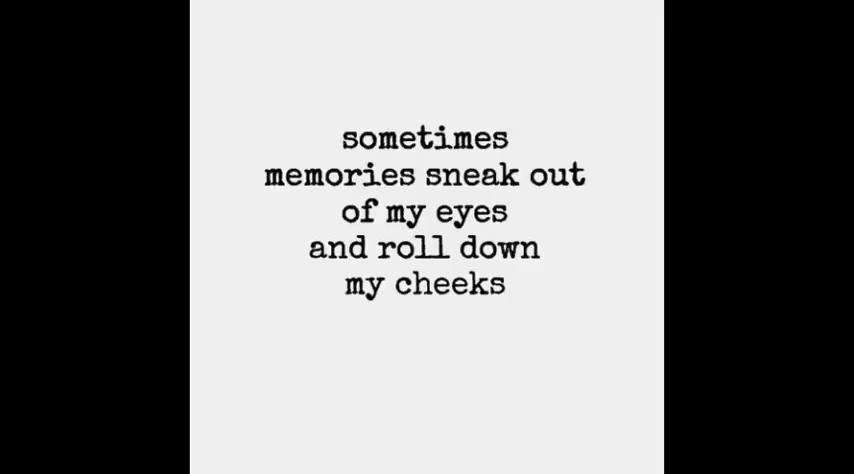 sometimes
memories sneak out
of my eyes
and roll down
my cheeks